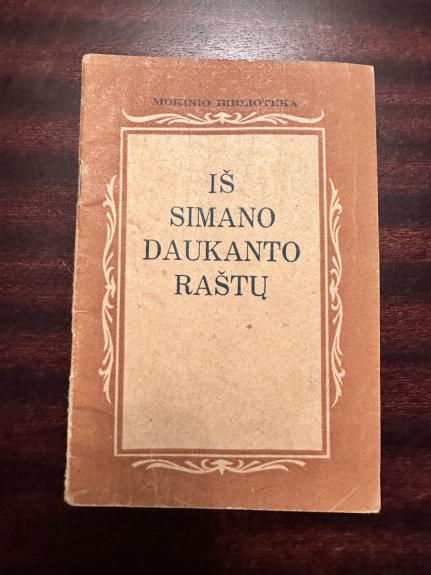 MOKINIO BIBLIOTEKA
IŠ
SIMANO
DAUKANTO
RAŠTŲ